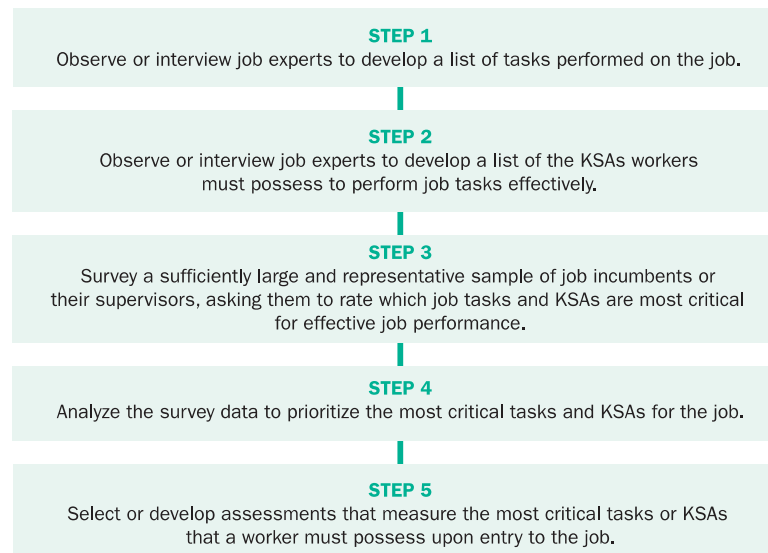 STEP 1
Observe or interview job experts to develop a list of tasks performed on the job.
STEP 2
Observe or interview job experts to develop a list of the KSAs workers
must possess to perform job tasks effectively.
STEP 3
Survey a sufficiently large and representative sample of job incumbents or
their supervisors, asking them to rate which job tasks and KSAs are most critical
for effective job performance.
STEP 4
Analyze the survey data to prioritize the most critical tasks and KSAs for the job.
STEP 5
Select or develop assessments that measure the most critical tasks or KSAs
that a worker must possess upon entry to the job.